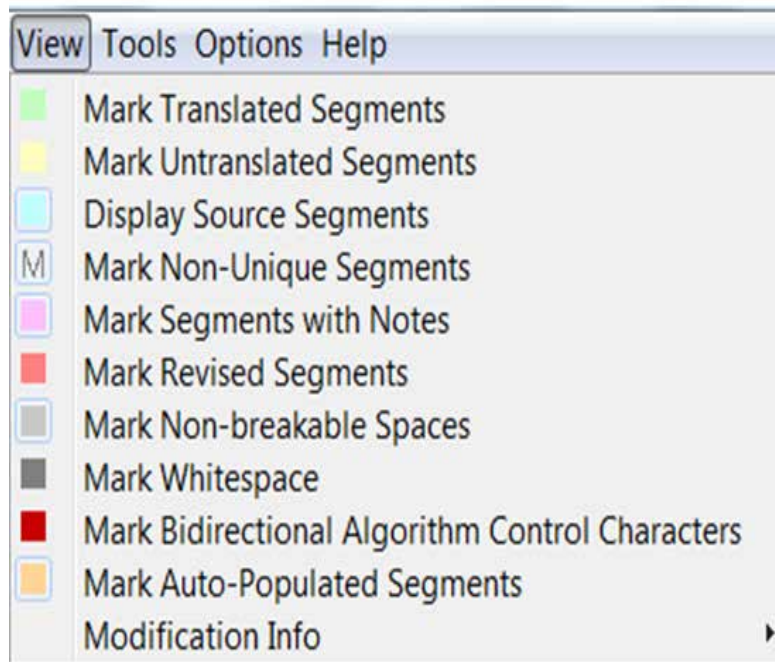 View Tools Options Help
Mark Translated Segments
Mark Untranslated Segments
Display Source Segments
M Mark Non-Unique Segments
Mark Segments with Notes
Mark Revised Segments
Mark Non-breakable Spaces
Mark Whitespace
Mark Bidirectional Algorithm Control Characters
Mark Auto-Populated Segments
Modification Info